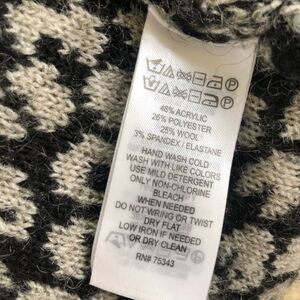 46% ACRYLIC
26% POLYESTER
25% WOOL
3% SPANDEX / ELASTANE
HAND WASH COLD
WASH WITH LIKE COLORS
USE MILD DETERGENT
ONLY NON-CHLORINE
BLEACH
WHEN NEEDED
DO NOT WRING OR TWIST
DRY FLAT
LOW IRON IF NEEDED
OR DRY CLEAN
RN# 75343